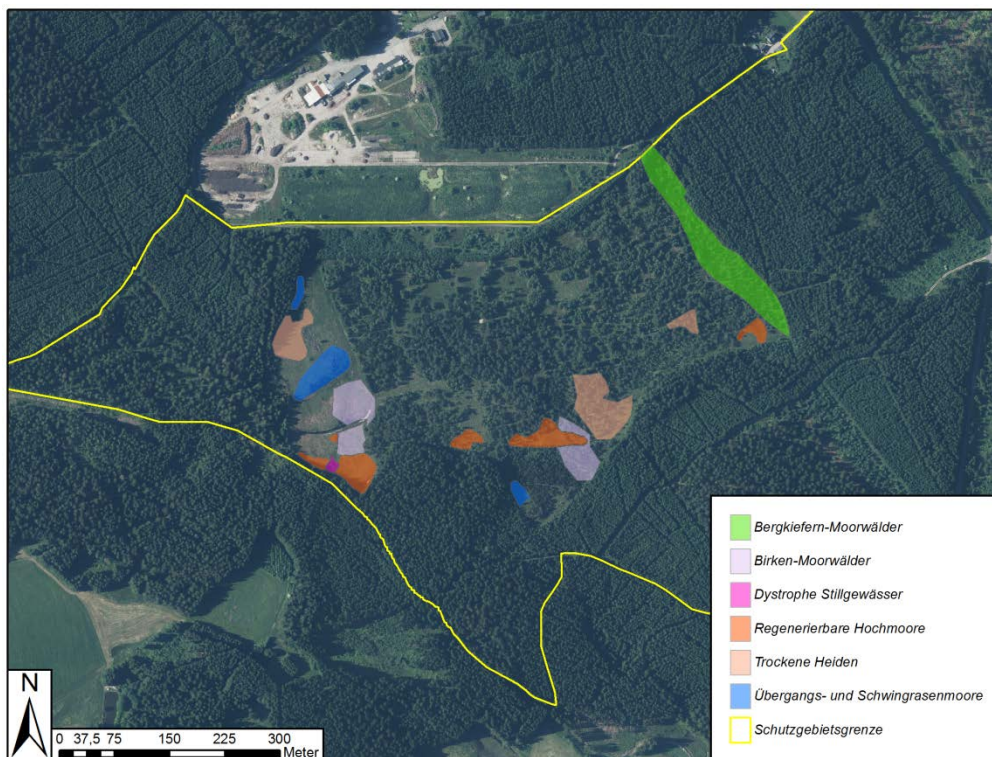 Bergkiefern-Moorwälder
Birken-Moorwälder
Dystrophe Stillgewässer
Regenerierbare Hochmoore
Trockene Heiden
Übergangs- und Schwingrasenmoore
Schutzgebietsgrenze
N
0 37,5 75 150 225 300
Meter